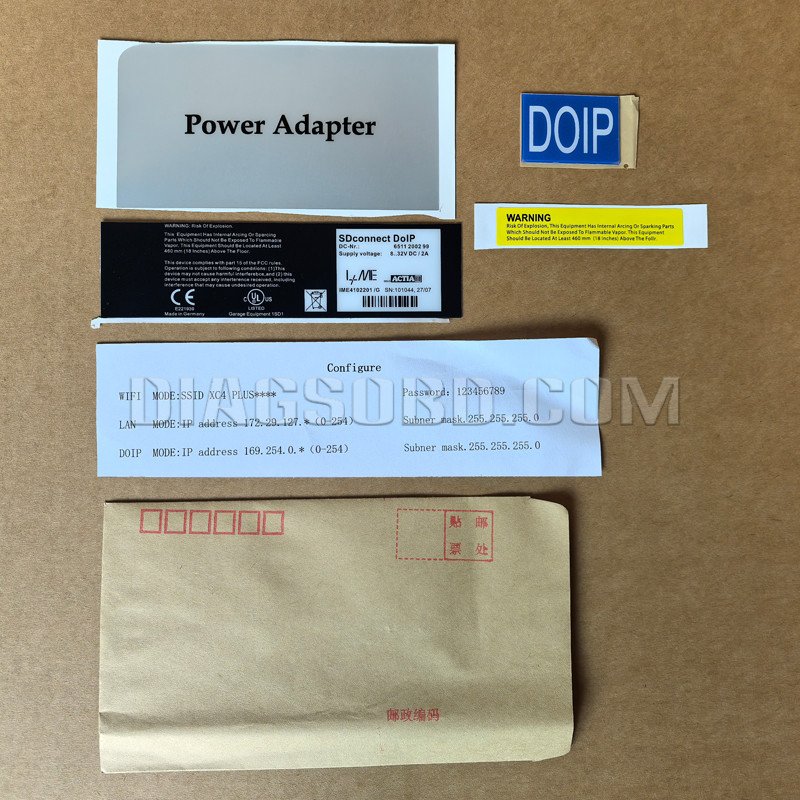 Power Adapter
DOIP
WARNING
Risk Of Explosion, This Equipment Has Internal Arcing Or Sparking Parts
Which Should Not Be Exposed To Flammable Vapor. This Equipment
Should Be Located At Least 460 mm (18 Inches) Above The Follr.
WARNING: Risk Of Explosion.
This Equipment Has Internal Arcing Or Sparcing
Parts Which Should Not Be Exposed To Flammable
Vapor. This Equipment Should Be Located At Least
460 mm (18 Inches) Above The Floor.
This device complies with part 15 of the FCC rules.
Operation is subject to following conditions: (1)This
device may not cause harmful interference,and (2) this
device must accept any interference received,including
interference that may cause undesired operation.
CE
E221939
Made in Germany
c UL US
LISTED
Garage Equipment 1SD1
SDconnect DoIP
DC-Nr.: 6511 2002 99
Supply voltage: 8..32V DC / 2A
I+ME ACTIA
IME4102201 /G SN:101044, 27/07
Configure
WIFI MODE:SSID XC4 PLUS**** Password: 123456789
LAN MODE:IP address 172.29.127.* (0-254) Subner mask.255.255.255.0
DOIP MODE:IP address 169.254.0.* (0-254) Subner mask.255.255.255.0
DIAGSOBD.COM
贴 邮
票 处
邮政编码